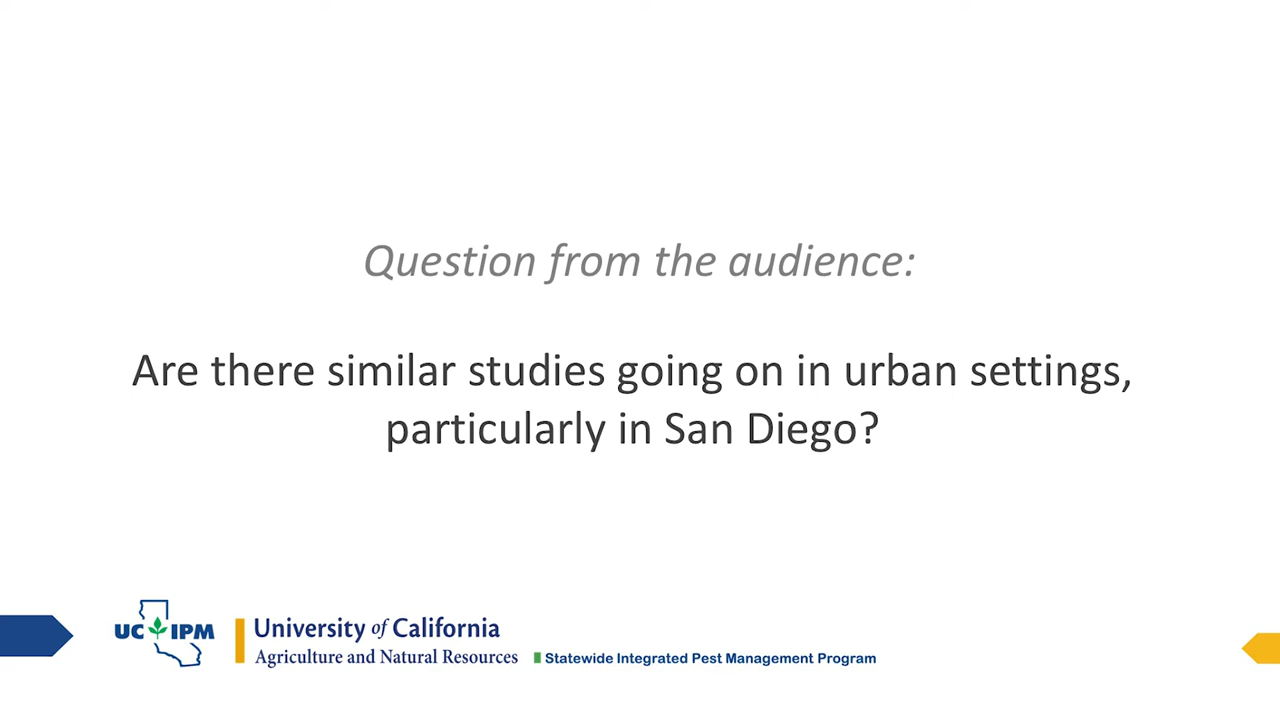 Question from the audience:
Are there similar studies going on in urban settings,
particularly in San Diego?
UC IPM
University of California
Agriculture and Natural Resources
Statewide Integrated Pest Management Program